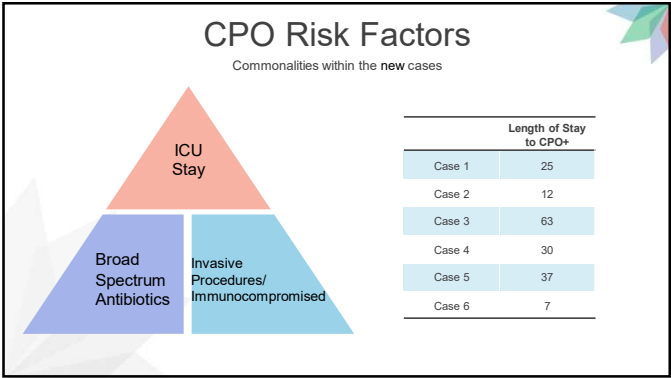 CPO Risk Factors
Commonalities within the new cases
ICU
Stay
Broad
Spectrum
Antibiotics
Invasive
Procedures/
Immunocompromised
Length of Stay
to CPO+
Case 1 25
Case 2 12
Case 3 63
Case 4 30
Case 5 37
Case 6 7